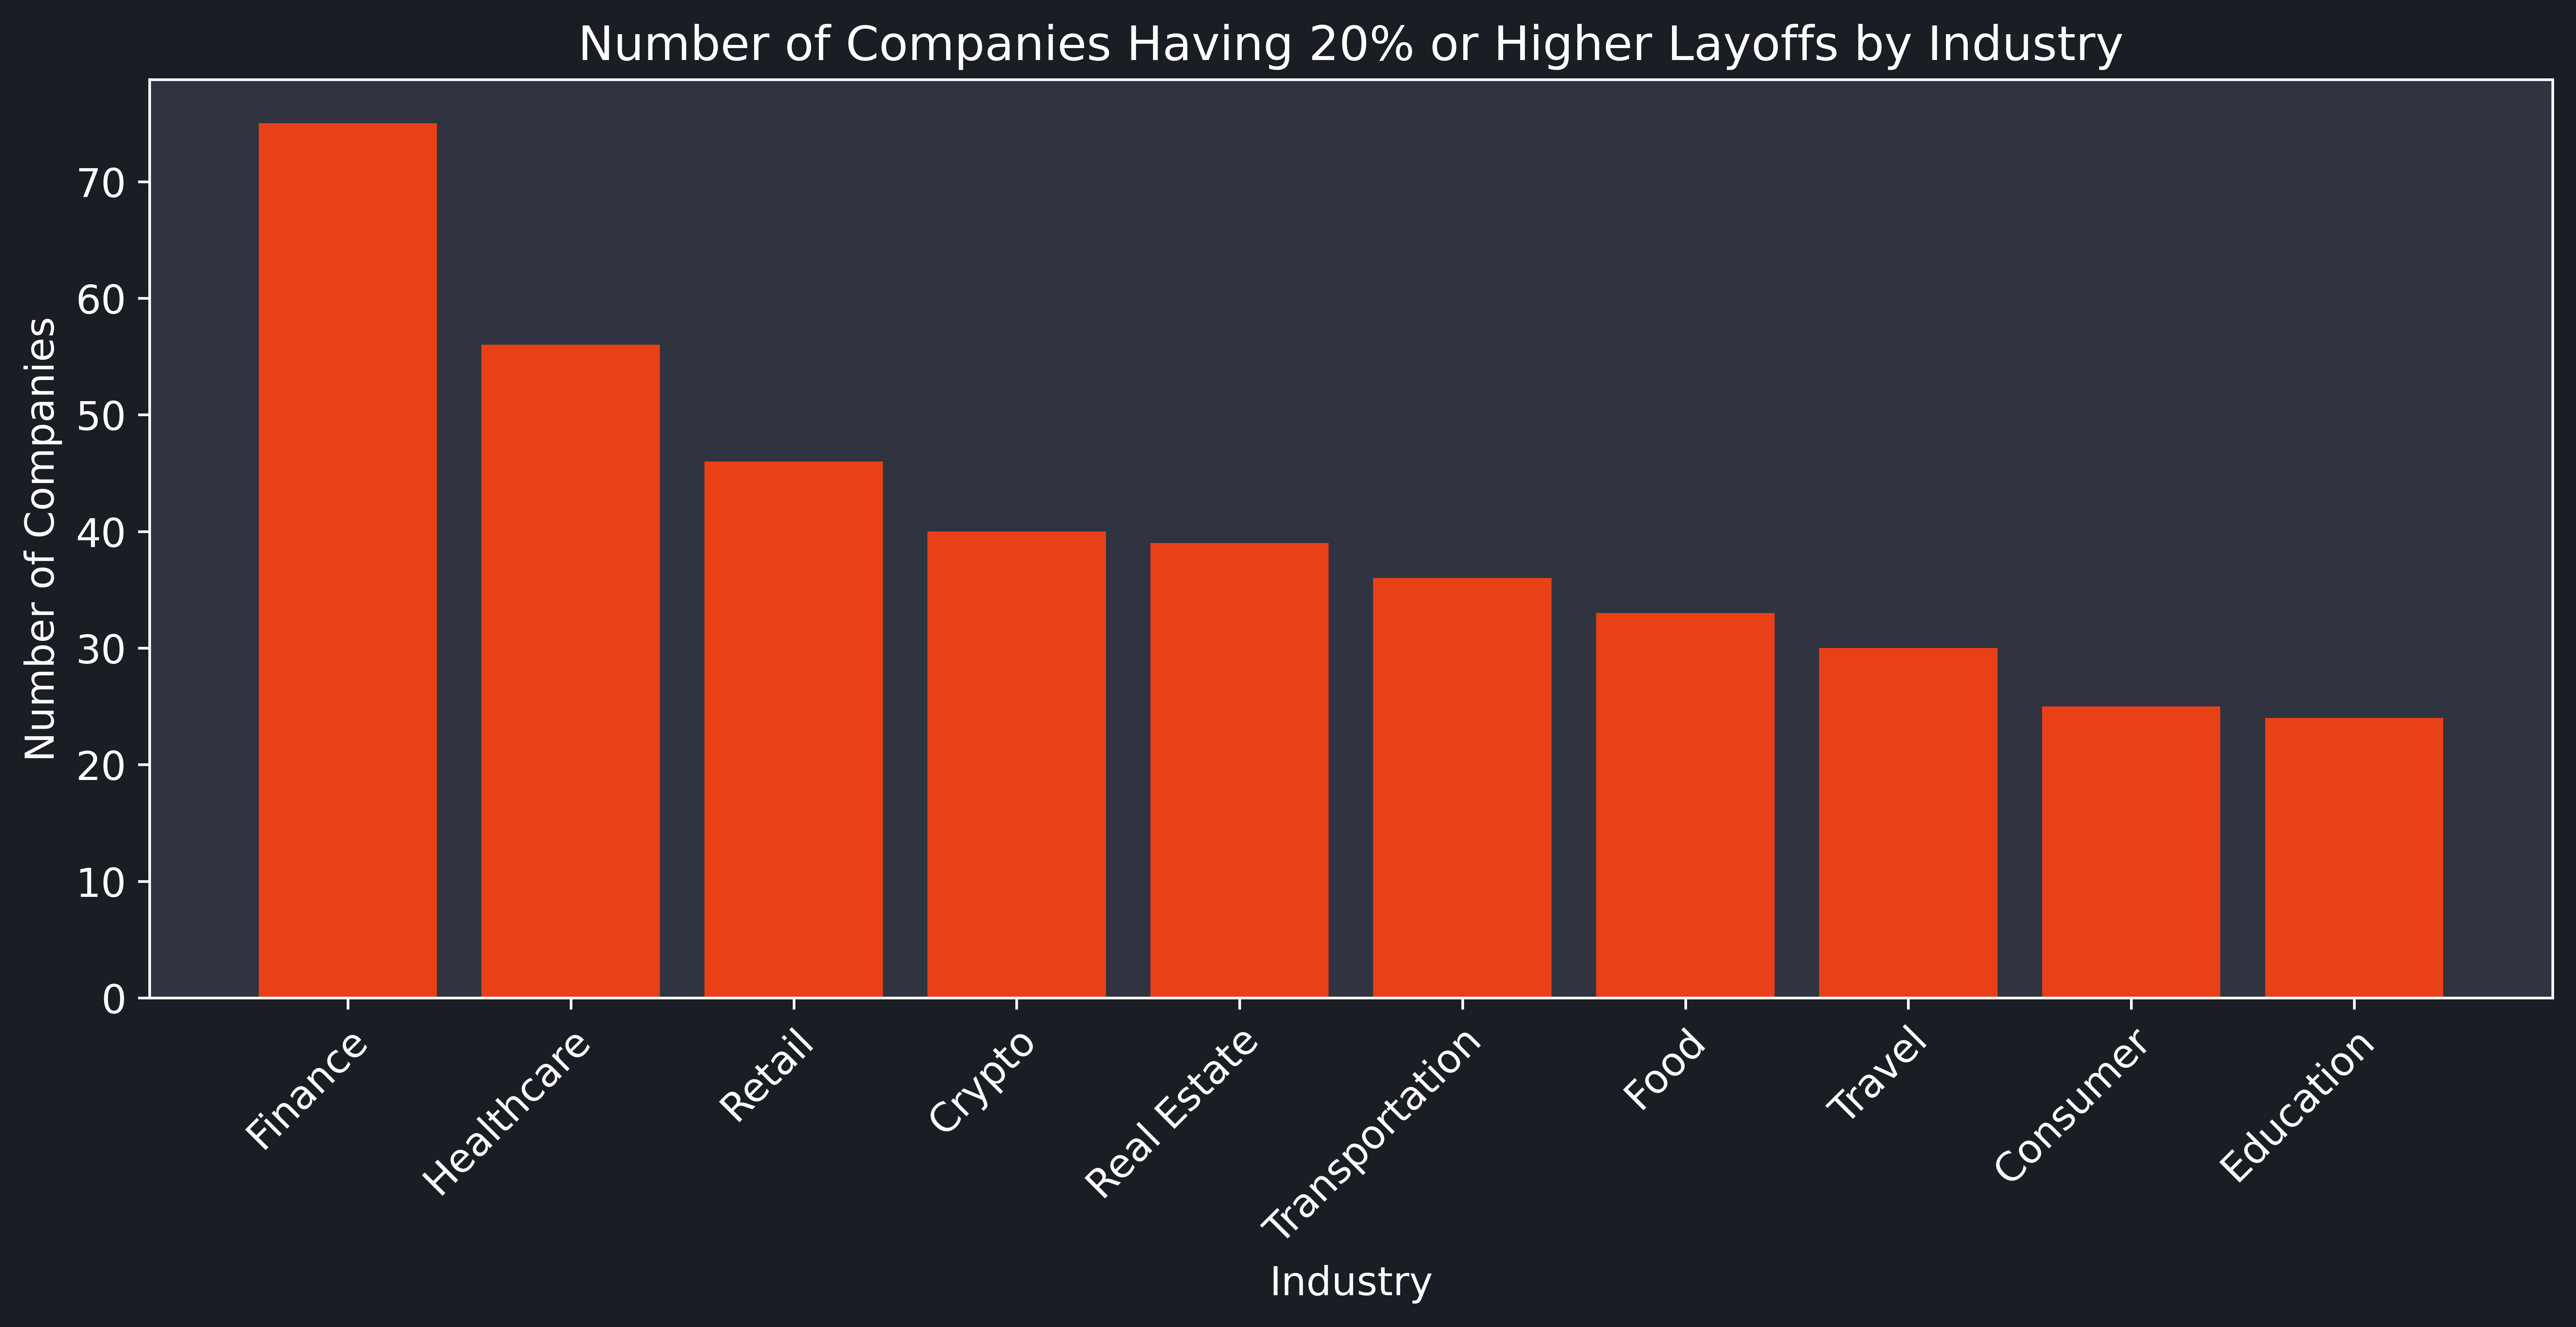 Number of Companies Having 20% or Higher Layoffs by Industry
Number of Companies
70
60
50
40
30
20
10
0
Finance
Healthcare
Retail
Crypto
Real Estate
Transportation
Food
Travel
Consumer
Education
Industry